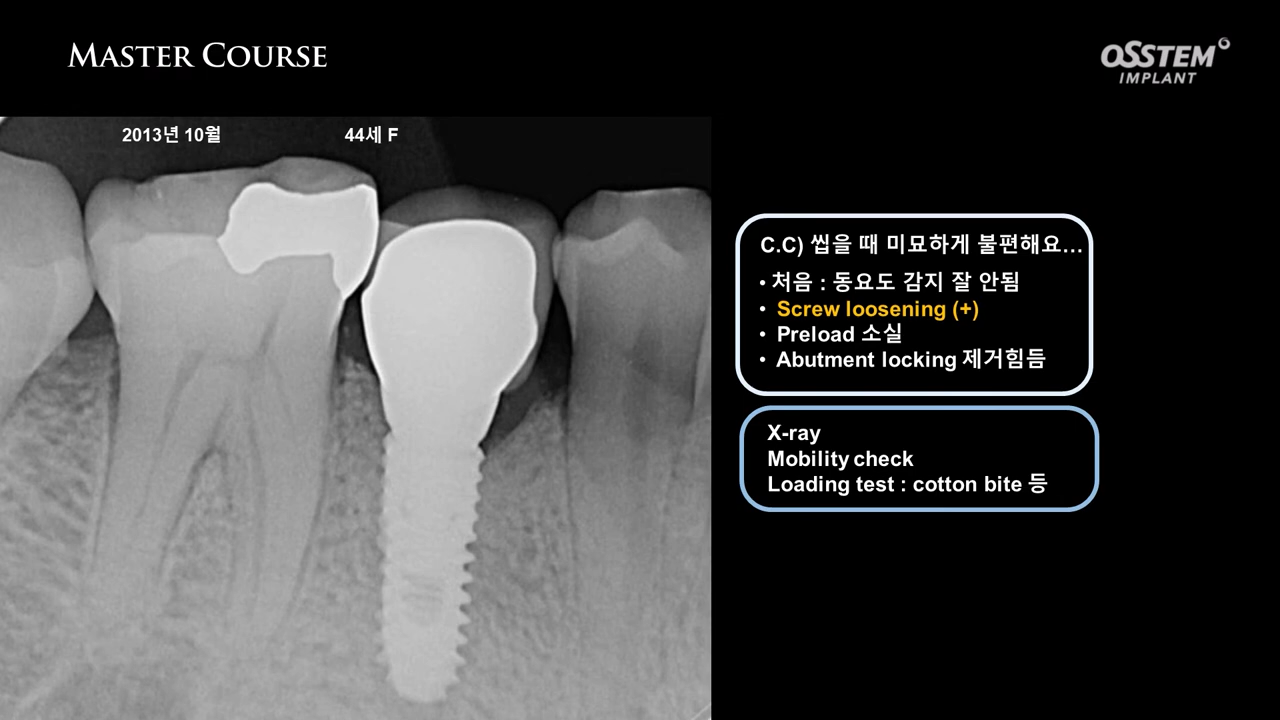 MASTER COURSE
OSSTEM
IMPLANT
2013년 10월 44세 F
C.C) 씹을 때 미묘하게 불편해요...
• 처음 : 동요도 감지 잘 안됨
• Screw loosening (+)
• Preload 소실
• Abutment locking 제거힘듬
X-ray
Mobility check
Loading test : cotton bite 등